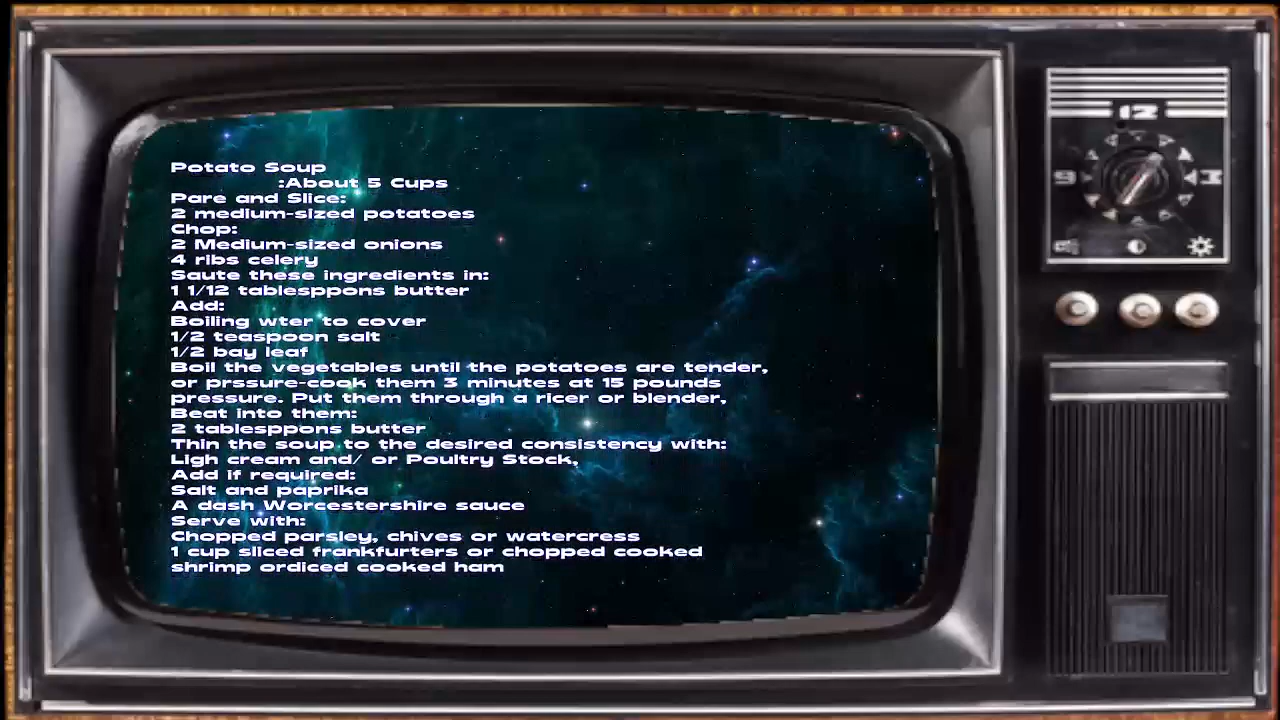 Potato Soup
:About 5 Cups
Pare and Slice:
2 medium-sized potatoes
Chop:
2 Medium-sized onions
4 ribs celery
Saute these ingredients in:
1 1/12 tablesppons butter
Add:
Boiling wter to cover
1/2 teaspoon salt
1/2 bay leaf
Boil the vegetables until the potatoes are tender,
or prssure-cook them 3 minutes at 15 pounds
pressure. Put them through a ricer or blender,
Beat into them:
2 tablesppons butter
Thin the soup to the desired consistency with:
Ligh cream and/ or Poultry Stock,
Add if required:
Salt and paprika
A dash Worcestershire sauce
Serve with:
Chopped parsley, chives or watercress
1 cup sliced frankfurters or chopped cooked
shrimp ordiced cooked ham
12
9
3